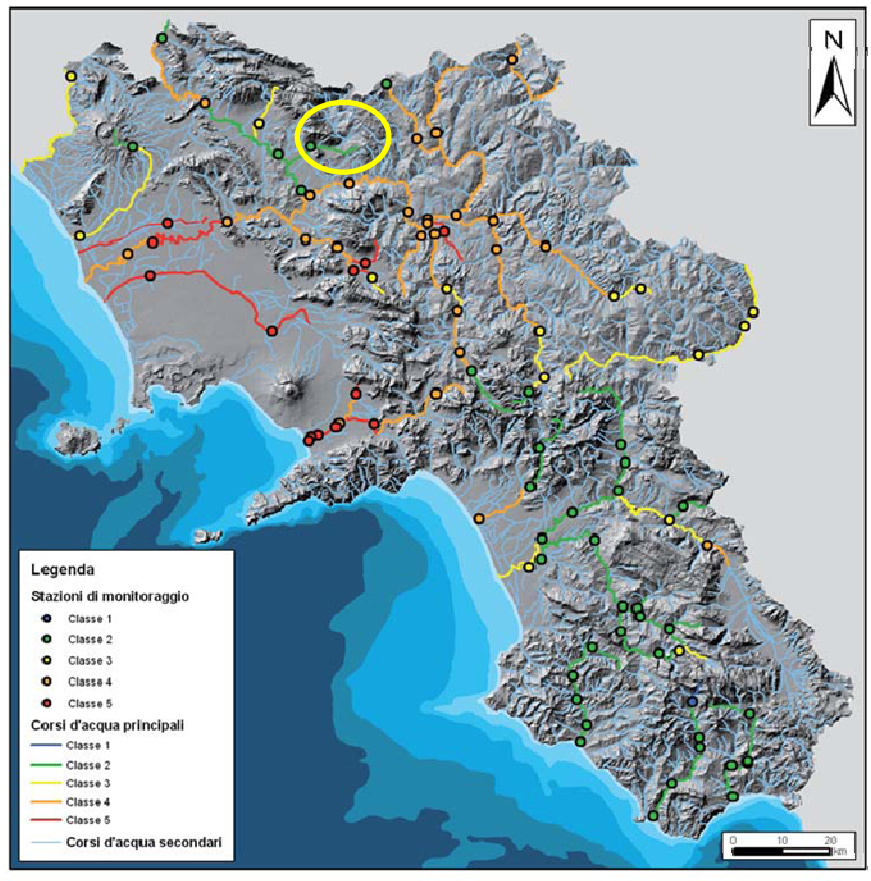 N
Legenda
Stazioni di monitoraggio
Classe 1
Classe 2
Classe 3
Classe 4
Classe 5
Corsi d'acqua principali
Classe 1
Classe 2
Classe 3
Classe 4
Classe 5
Corsi d'acqua secondari
0 10 20
km